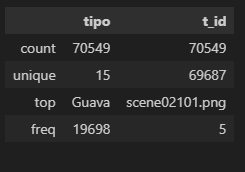 tipo t_id
count 70549 70549
unique 15 69687
top Guava scene02101.png
freq 19698 5